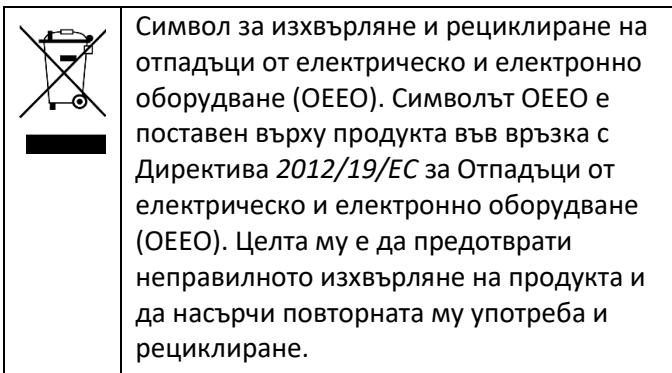 Символ за изхвърляне и рециклиране на
отпадъци от електрическо и електронно
оборудване (ОЕЕО). Символът ОЕЕО е
поставен върху продукта във връзка с
Директива 2012/19/ЕС за Отпадъци от
електрическо и електронно оборудване
(ОЕЕО). Целта му е да предотврати
неправилното изхвърляне на продукта и
да насърчи повторната му употреба и
рециклиране.